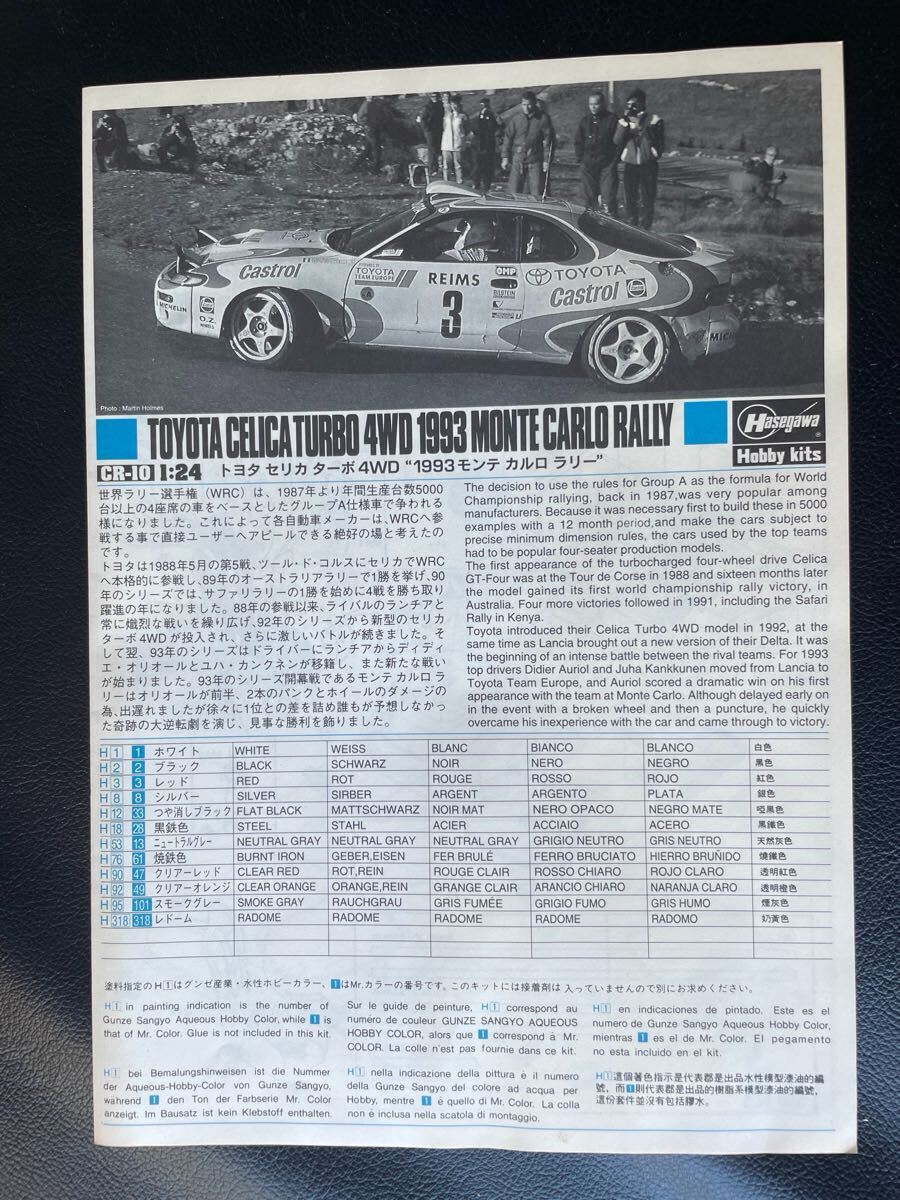 Castrol
POWERED BY
TOYOTA
TEAM EUROPE
REIMS
3
OMP
BILSTEIN
TOYOTA
Castrol
MICHELIN
O.Z.
WHEELS
MICH
Photo : Martin Holmes
TOYOTA CELICA TURBO 4WD 1993 MONTE CARLO RALLY
Hasegawa
Hobby kits
CR-10 1:24 トヨタ セリカ ターボ 4WD “1993 モンテ カルロ ラリー”
世界ラリー選手権（WRC）は、1987年より年間生産台数5000
台以上の4座席の車をベースとしたグループA仕様車で争われる
様になりました。これによって各自動車メーカーは、WRCへ参
戦する事で直接ユーザーへアピールできる絶好の場と考えたの
です。
トヨタは1988年5月の第5戦、ツール・ド・コルスにセリカでWRC
へ本格的に参戦し、89年のオーストラリアラリーで1勝を挙げ、90
年のシリーズでは、サファリラリーの1勝を始めに4戦を勝ち取り
躍進の年になりました。88年の参戦以来、ライバルのランチアと
常に熾烈な戦いを繰り広げ、92年のシリーズから新型のセリカ
ターボ4WDが投入され、さらに激しいバトルが続きました。そ
して翌、93年のシリーズはドライバーにランチアからディディ
エ・オリオールとユハ・カンクネンが移籍し、また新たな戦い
が始まりました。93年のシリーズ開幕戦であるモンテ カルロ ラ
リーはオリオールが前半、2本のパンクとホイールのダメージの
為、出遅れましたが徐々に1位との差を詰め誰もが予想しなかっ
た奇跡の大逆転劇を演じ、見事な勝利を飾りました。
The decision to use the rules for Group A as the formula for World
Championship rallying, back in 1987,was very popular among
manufacturers. Because it was necessary first to build these in 5000
examples with a 12 month period,and make the cars subject to
precise minimum dimension rules, the cars used by the top teams
had to be popular four-seater production models.
The first appearance of the turbocharged four-wheel drive Celica
GT-Four was at the Tour de Corse in 1988 and sixteen months later
the model gained its first world championship rally victory, in
Australia. Four more victories followed in 1991, including the Safari
Rally in Kenya.
Toyota introduced their Celica Turbo 4WD model in 1992, at the
same time as Lancia brought out a new version of their Delta. It was
the beginning of an intense battle between the rival teams. For 1993
top drivers Didier Auriol and Juha Kankkunen moved from Lancia to
Toyota Team Europe, and Auriol scored a dramatic win on his first
appearance with the team at Monte Carlo. Although delayed early on
in the event with a broken wheel and then a puncture, he quickly
overcame his inexperience with the car and came through to victory.
H 1 1 ホワイト WHITE WEISS BLANC BIANCO BLANCO 白色
H 2 2 ブラック BLACK SCHWARZ NOIR NERO NEGRO 黒色
H 3 3 レッド RED ROT ROUGE ROSSO ROJO 紅色
H 8 8 シルバー SILVER SIRBER ARGENT ARGENTO PLATA 銀色
H 12 33 つや消しブラック FLAT BLACK MATTSCHWARZ NOIR MAT NERO OPACO NEGRO MATE 啞黒色
H 18 28 黒鉄色 STEEL STAHL ACIER ACCIAIO ACERO 黒鐵色
H 53 13 ニュートラルグレー NEUTRAL GRAY NEUTRAL GRAY NEUTRAL GRAY GRIGIO NEUTRO GRIS NEUTRO 天然灰色
H 76 61 焼鉄色 BURNT IRON GEBER,EISEN FER BRULÉ FERRO BRUCIATO HIERRO BRUÑIDO 燒鐵色
H 90 47 クリアーレッド CLEAR RED ROT,REIN ROUGE CLAIR ROSSO CHIARO ROJO CLARO 透明紅色
H 92 49 クリアーオレンジ CLEAR ORANGE ORANGE,REIN GRANGE CLAIR ARANCIO CHIARO NARANJA CLARO 透明橙色
H 95 101 スモークグレー SMOKE GRAY RAUCHGRAU GRIS FUMÉE GRIGIO FUMO GRIS HUMO 煙灰色
H 318 318 レドーム RADOME RADOME RADOME RADOME RADOMO 奶黃色
塗料指定のH1はグンゼ産業・水性ホビーカラー、1はMr.カラーの番号です。このキットには接着剤は 入っていませんので別にお求めください。
H1 in painting indication is the number of
Gunze Sangyo Aqueous Hobby Color,while 1 is
that of Mr. Color. Glue is not included in this kit.
Sur le guide de peinture, H1 correspond au
numéro de couleur GUNZE SANGYO AQUEOUS
HOBBY COLOR, alors que 1 correspond à Mr.
COLOR. La colle n'est pas fournie dans ce kit.
H1 en indicaciones de pintado. Este es el
numero de Gunze Sangyo Aqueous Hobby Color,
mientras 1 es el de Mr. Color. El pegamento
no esta incluido en el kit.
H1 bei Bemalungshinweisen ist die Nummer
der Aqueous-Hobby-Color von Gunze Sangyo,
während 1 den Ton der Farbserie Mr. Color
anzeigt. Im Bausatz ist kein Klebstoff enthalten.
H1 nella indicazione della pittura è il numero
della Gunze Sangyo del colore ad acqua per
Hobby, mentre 1 è quello di Mr. Color. La colla
non è inclusa nella scatola di montaggio.
H1這個著色指示是代表郡是出品水性模型漆油的編
號，而1則代表郡是出品的樹脂系模型漆油的編號，
這份套件並沒有包括膠水。